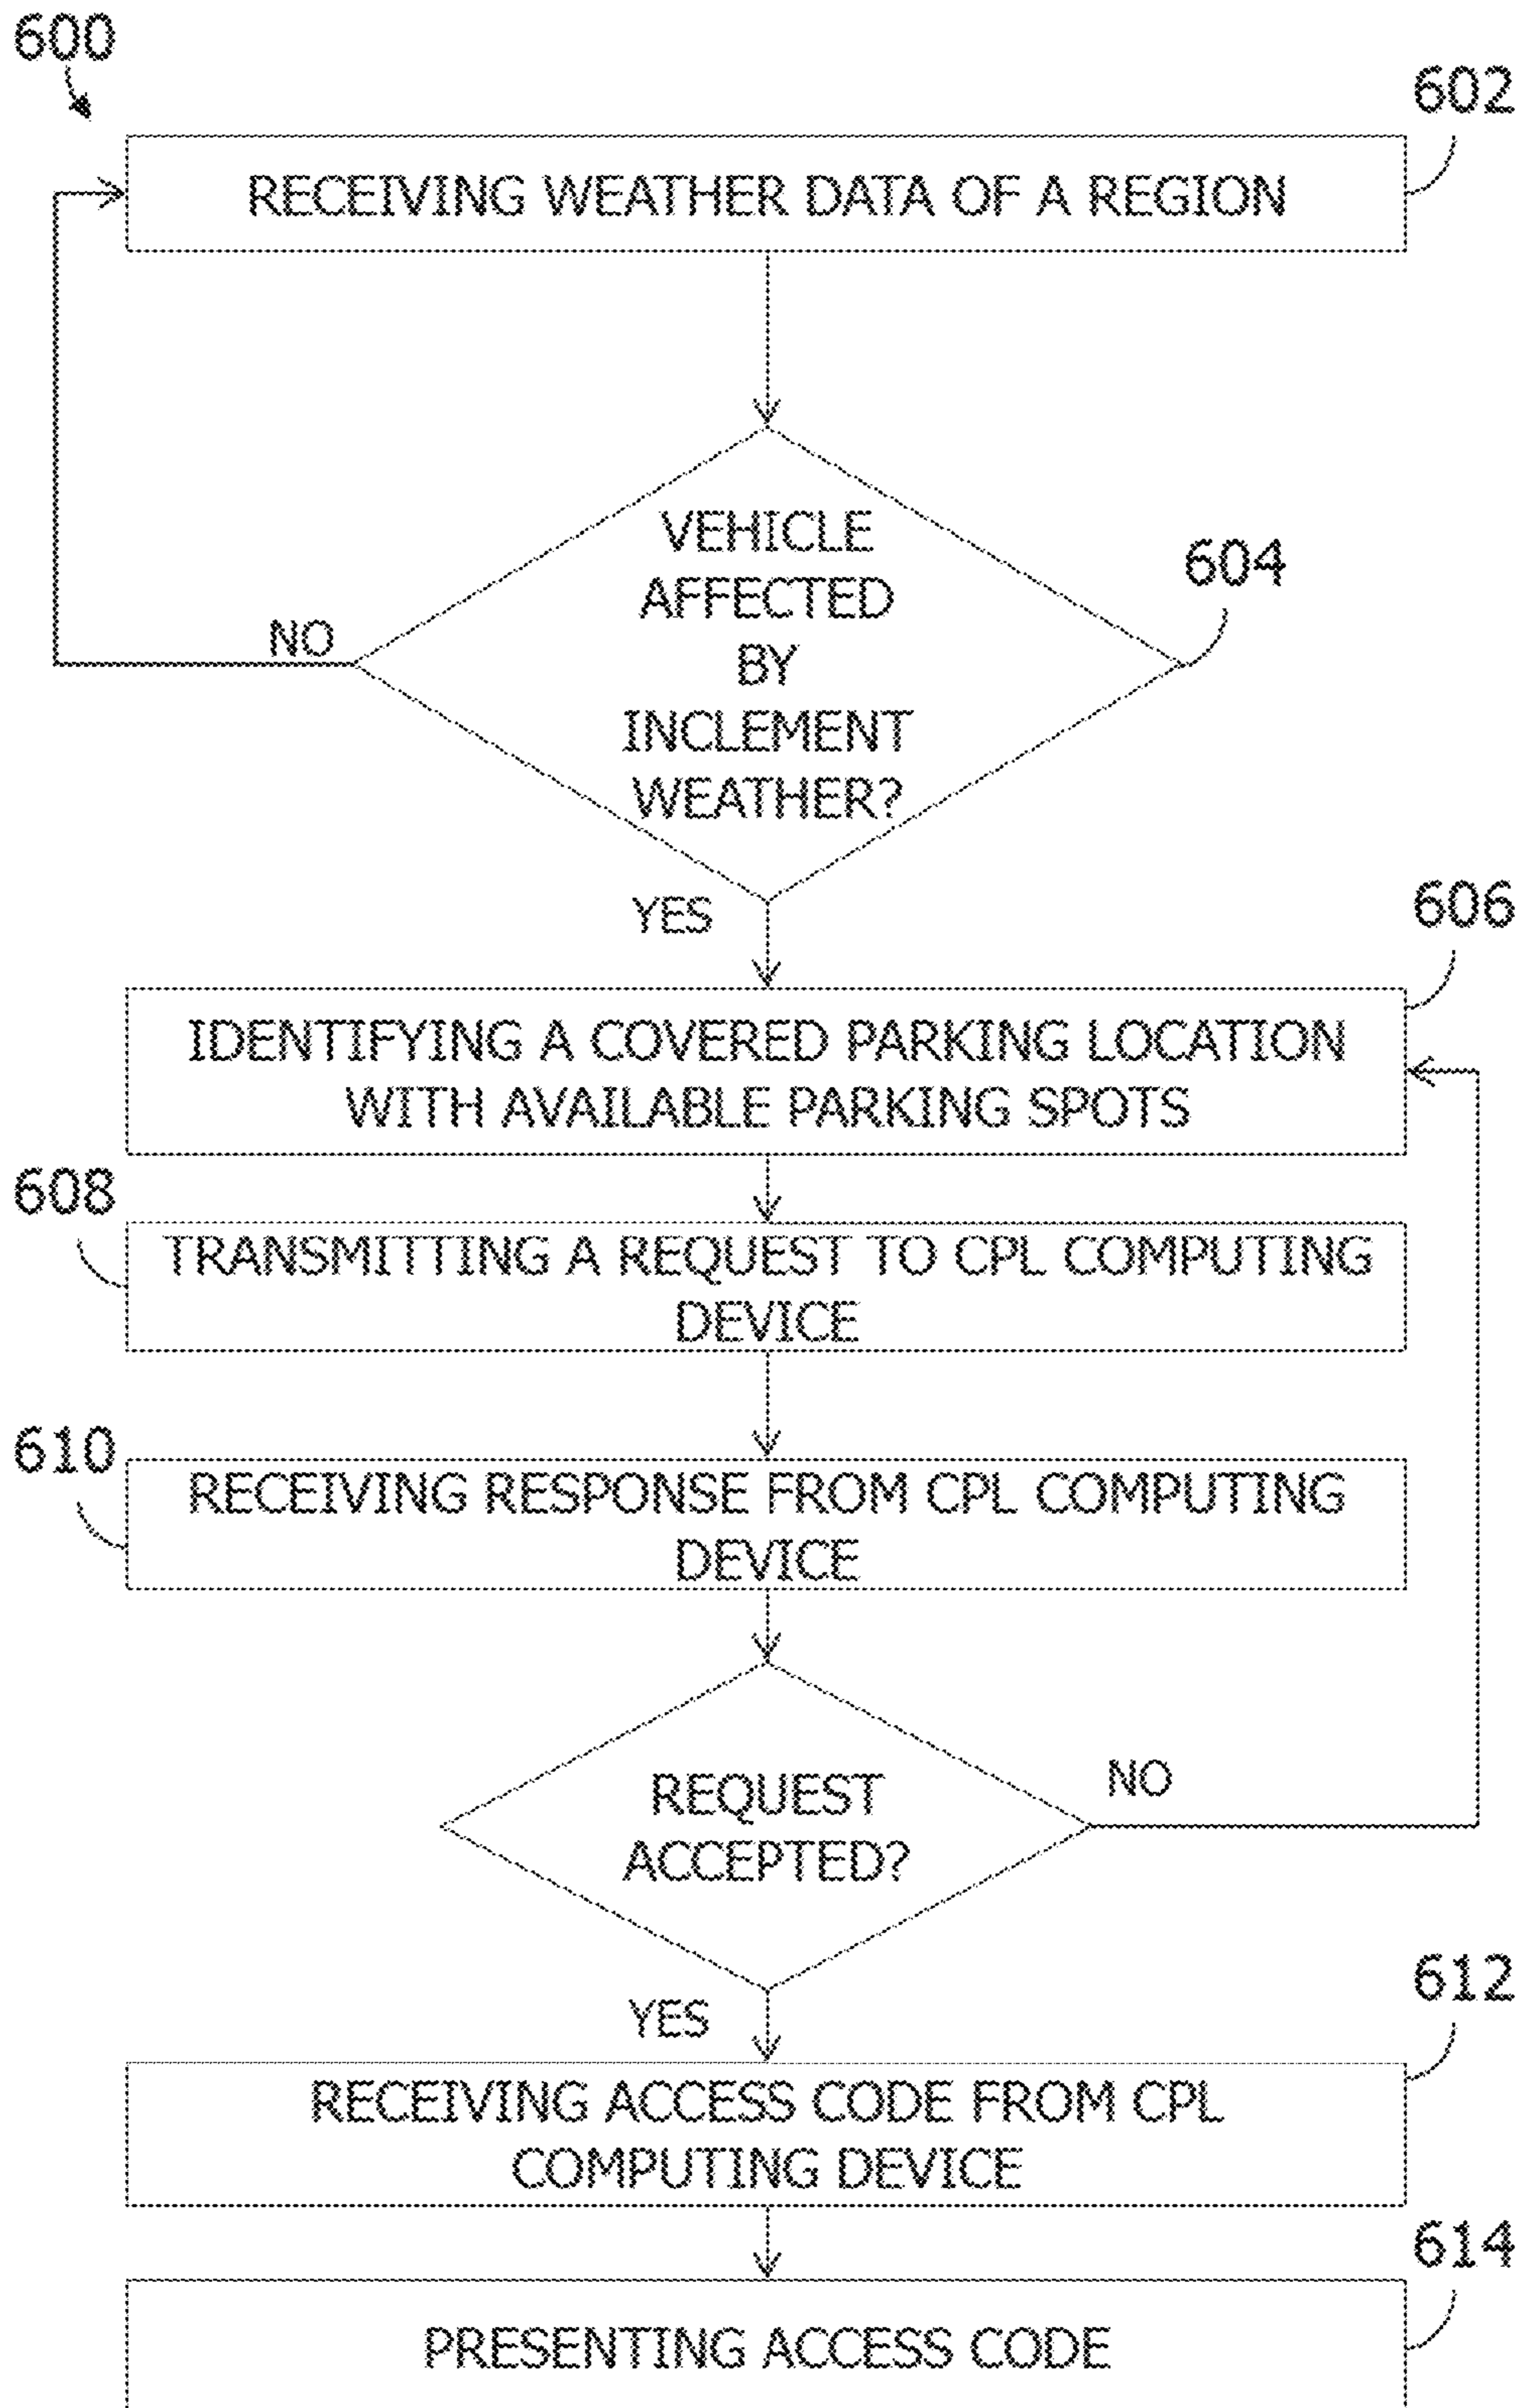 600
602
RECEIVING WEATHER DATA OF A REGION
VEHICLE
AFFECTED
BY
INCLEMENT
WEATHER?
604
NO
YES
606
IDENTIFYING A COVERED PARKING LOCATION
WITH AVAILABLE PARKING SPOTS
608
TRANSMITTING A REQUEST TO CPL COMPUTING
DEVICE
610
RECEIVING RESPONSE FROM CPL COMPUTING
DEVICE
REQUEST
ACCEPTED?
NO
YES
612
RECEIVING ACCESS CODE FROM CPL
COMPUTING DEVICE
614
PRESENTING ACCESS CODE